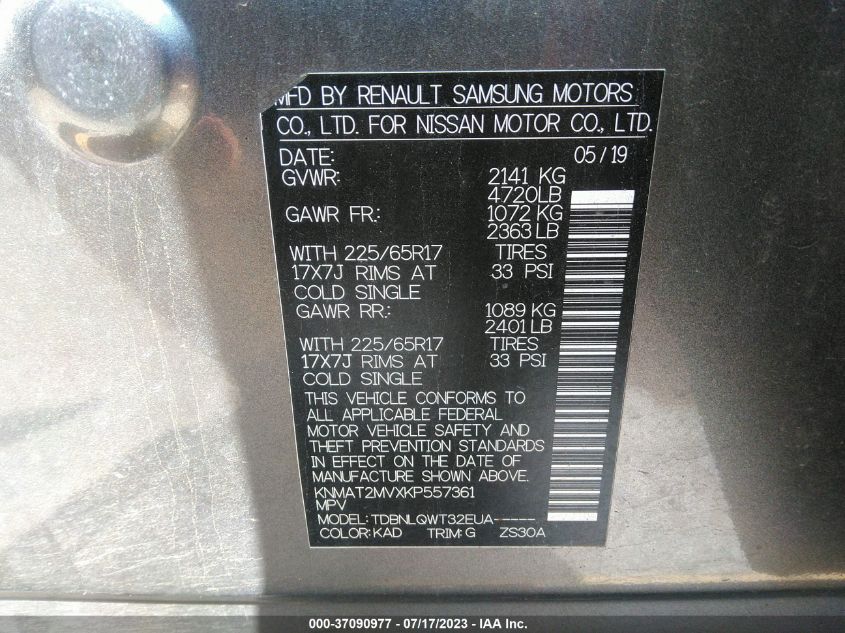 MFD BY RENAULT SAMSUNG MOTORS
CO., LTD. FOR NISSAN MOTOR CO., LTD.
DATE: 05/19
GVWR: 2141 KG
4720LB
GAWR FR.: 1072 KG
2363 LB
WITH 225/65R17 TIRES
17X7J RIMS AT 33 PSI
COLD SINGLE
GAWR RR.: 1089 KG
2401 LB
WITH 225/65R17 TIRES
17X7J RIMS AT 33 PSI
COLD SINGLE
THIS VEHICLE CONFORMS TO
ALL APPLICABLE FEDERAL
MOTOR VEHICLE SAFETY AND
THEFT PREVENTION STANDARDS
IN EFFECT ON THE DATE OF
MANUFACTURE SHOWN ABOVE.
KNMAT2MVXKP557361
MPV
MODEL: TDBNLQWT32EUA-----
COLOR: KAD TRIM: G ZS30A
000-37090977 - 07/17/2023 - IAA Inc.